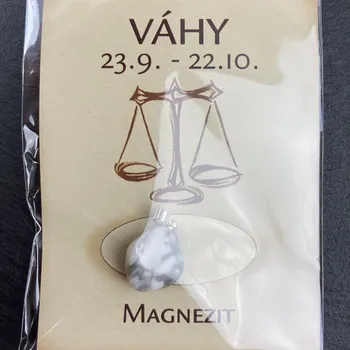 VÁHY
23.9. - 22.10.
MAGNEZIT